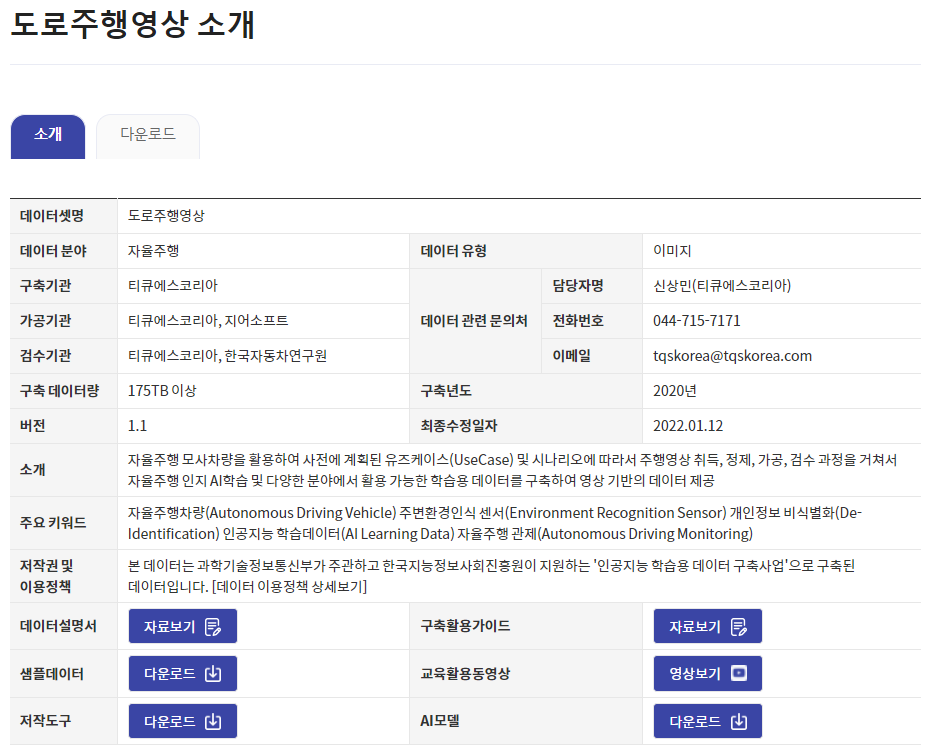 도로주행영상 소개
소개 다운로드
데이터셋명 도로주행영상
데이터 분야 자율주행 데이터 유형 이미지
구축기관 티큐에스코리아 담당자명 신상민(티큐에스코리아)
가공기관 티큐에스코리아, 지어소프트 데이터 관련 문의처 전화번호 044-715-7171
검수기관 티큐에스코리아, 한국자동차연구원 이메일 tqskorea@tqskorea.com
구축 데이터량 175TB 이상 구축년도 2020년
버전 1.1 최종수정일자 2022.01.12
소개 자율주행 모사차량을 활용하여 사전에 계획된 유즈케이스(UseCase) 및 시나리오에 따라서 주행영상 취득, 정제, 가공, 검수 과정을 거쳐서
자율주행 인지 AI학습 및 다양한 분야에서 활용 가능한 학습용 데이터를 구축하여 영상 기반의 데이터 제공
주요 키워드 자율주행차량(Autonomous Driving Vehicle) 주변환경인식 센서(Environment Recognition Sensor) 개인정보 비식별화(De-
Identification) 인공지능 학습데이터(AI Learning Data) 자율주행 관제(Autonomous Driving Monitoring)
저작권 및 본 데이터는 과학기술정보통신부가 주관하고 한국지능정보사회진흥원이 지원하는 '인공지능 학습용 데이터 구축사업'으로 구축된
이용정책 데이터입니다. [데이터 이용정책 상세보기]
데이터설명서 자료보기 구축활용가이드 자료보기
샘플데이터 다운로드 교육활용동영상 영상보기
저작도구 다운로드 AI모델 다운로드